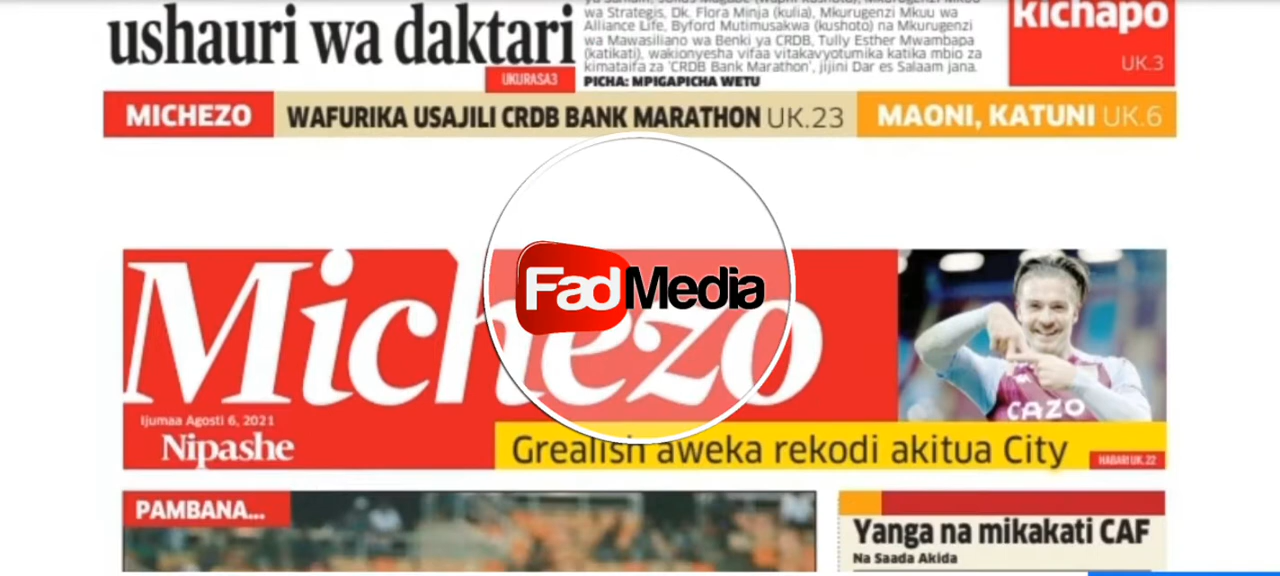 ushauri wa daktari
UKURASA3
wa Strategis, Dk. Flora Minja (kulia), Mkurugenzi Mkuu wa
Alliance Life, Byford Mutimusakwa (kushoto) na Mkurugenzi
wa Mawasiliano wa Benki ya CRDB, Tully Esther Mwambapa
(katikati), wakionyesha vifaa vitakavyotumika katika mbio za
kimataifa za 'CRDB Bank Marathon', jijini Dar es Salaam jana.
PICHA: MPIGAPICHA WETU
kichapo
UK.3
MICHEZO
WAFURIKA USAJILI CRDB BANK MARATHON UK.23
MAONI, KATUNI UK.6
Michezo
FadMedia
Ijumaa Agosti 6, 2021
Nipashe
CAZO
Grealish aweka rekodi akitua City
HABARI UK.22
PAMBANA...
Yanga na mikakati CAF
Na Saada Akida